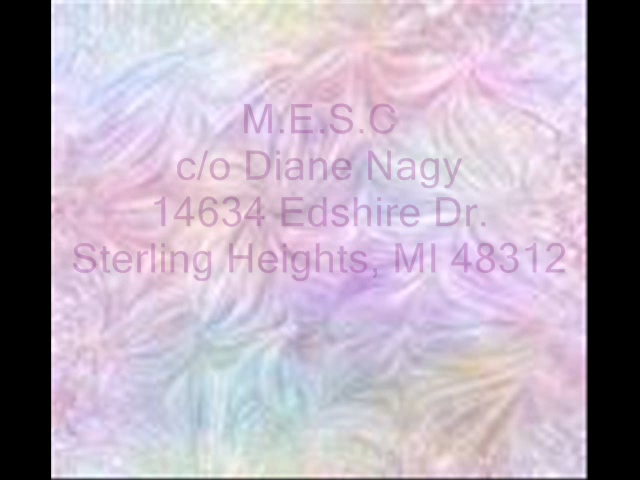 M.E.S.C
c/o Diane Nagy
14634 Edshire Dr.
Sterling Heights, MI 48312